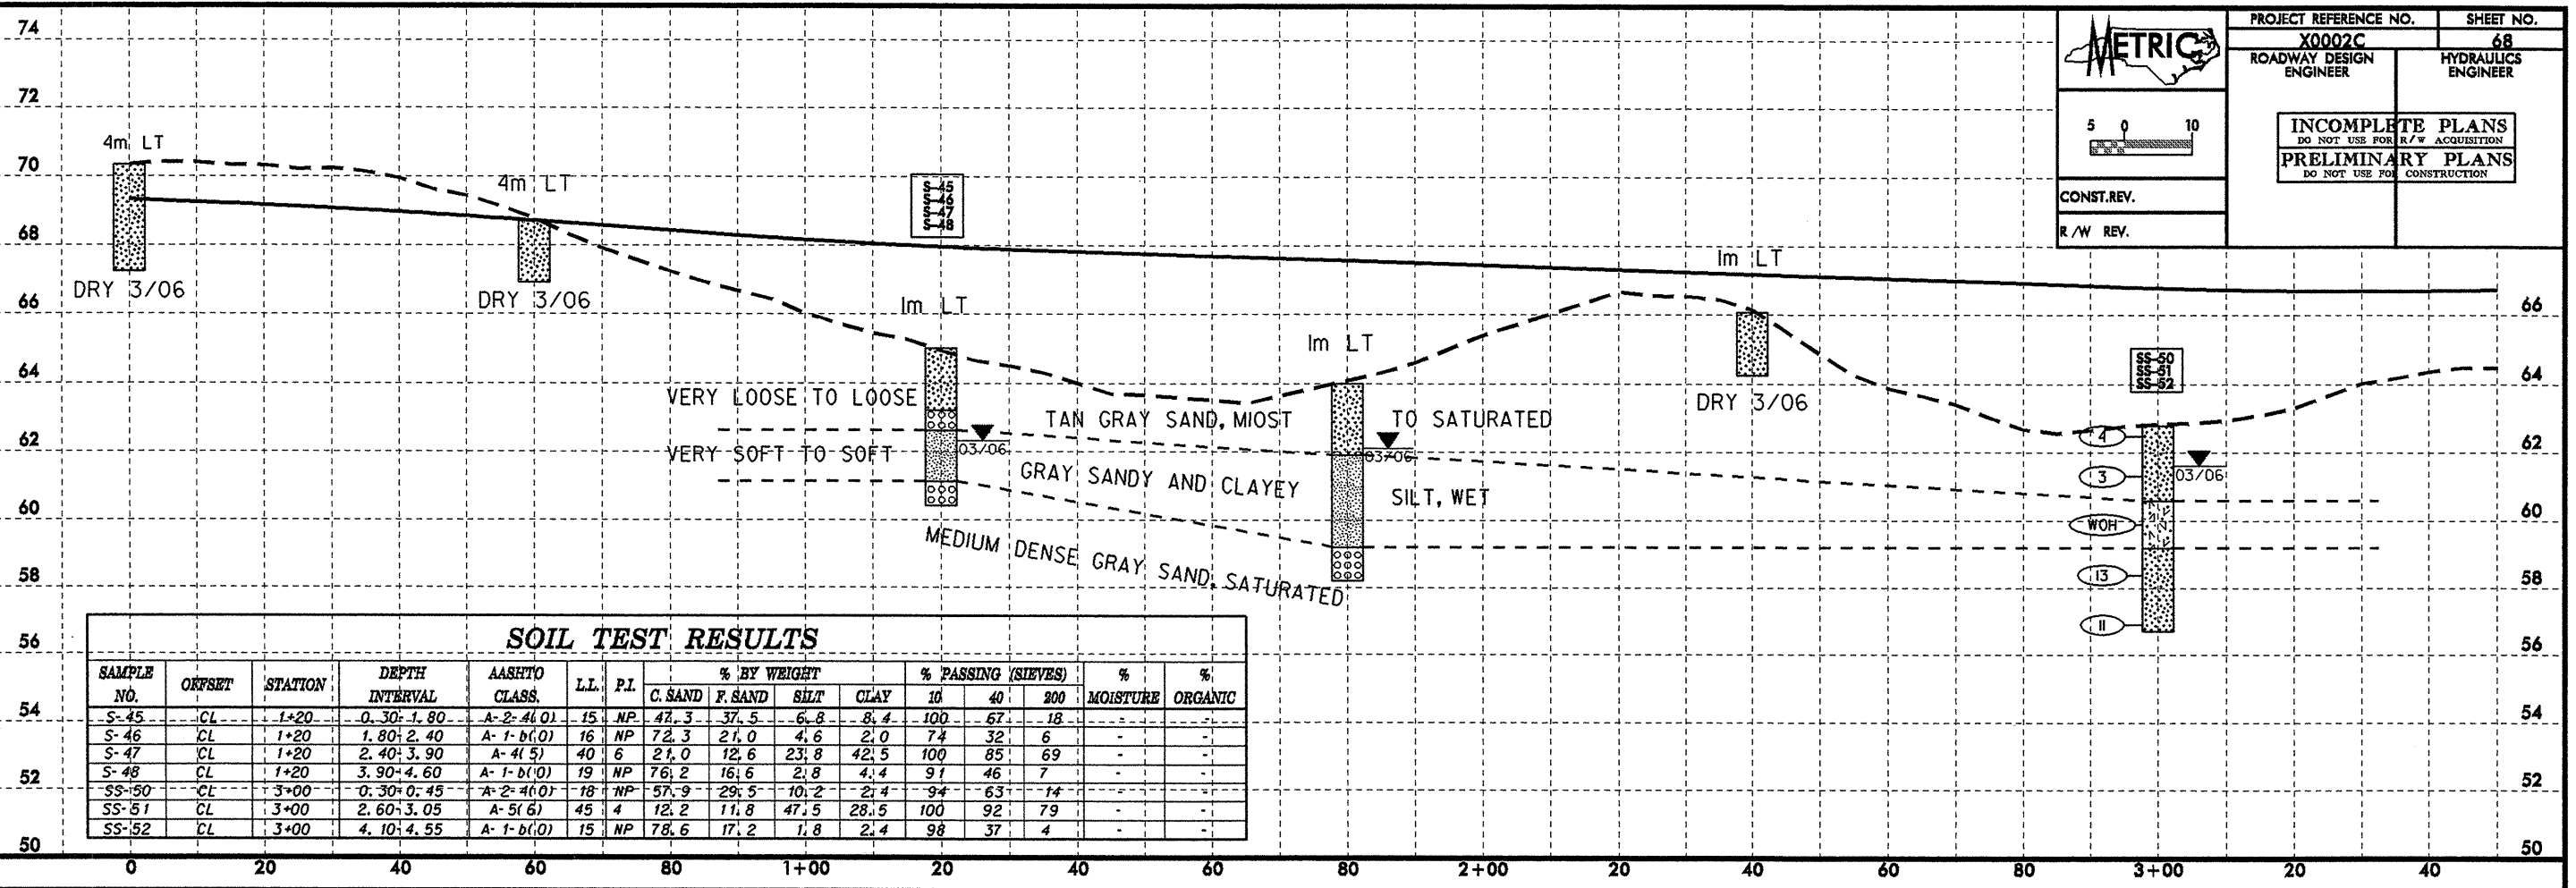 METRIC
PROJECT REFERENCE NO. SHEET NO.
X0002C 68
ROADWAY DESIGN ENGINEER HYDRAULICS ENGINEER
5 0 10
INCOMPLETE PLANS
DO NOT USE FOR R/W ACQUISITION
PRELIMINARY PLANS
DO NOT USE FOR CONSTRUCTION
CONST.REV.
R/W REV.
74
72
70
68
66 66
64 64
62 62
60 60
58 58
56 56
54 54
52 52
50 50
4m LT
DRY 3/06
4m LT
DRY 3/06
S-45
S-46
S-47
S-48
1m LT
03/06
1m LT
03/06
1m LT
DRY 3/06
SS-50
SS-51
SS-52
4
3
WOH
13
11
03/06
VERY LOOSE TO LOOSE TAN GRAY SAND, MIOST TO SATURATED
VERY SOFT TO SOFT GRAY SANDY AND CLAYEY SILT, WET
MEDIUM DENSE GRAY SAND, SATURATED
SOIL TEST RESULTS
SAMPLE NO. OFFSET STATION DEPTH INTERVAL AASHTO CLASS. L.L. P.I. % BY WEIGHT % PASSING (SIEVES) % MOISTURE % ORGANIC
C. SAND F. SAND SILT CLAY 10 40 200
S-45 CL 1+20 0.30-1.80 A-2-4(0) 15 NP 47.3 37.5 6.8 8.4 100 67 18 - -
S-46 CL 1+20 1.80-2.40 A-1-b(0) 16 NP 72.3 21.0 4.6 2.0 74 32 6 - -
S-47 CL 1+20 2.40-3.90 A-4(5) 40 6 21.0 12.6 23.8 42.5 100 85 69 - -
S-48 CL 1+20 3.90-4.60 A-1-b(0) 19 NP 76.2 16.6 2.8 4.4 91 46 7 - -
SS-50 CL 3+00 0.30-0.45 A-2-4(0) 18 NP 57.9 29.5 10.2 2.4 94 63 14 - -
SS-51 CL 3+00 2.60-3.05 A-5(6) 45 4 12.2 11.8 47.5 28.5 100 92 79 - -
SS-52 CL 3+00 4.10-4.55 A-1-b(0) 15 NP 78.6 17.2 1.8 2.4 98 37 4 - -
0 20 40 60 80 1+00 20 40 60 80 2+00 20 40 60 80 3+00 20 40